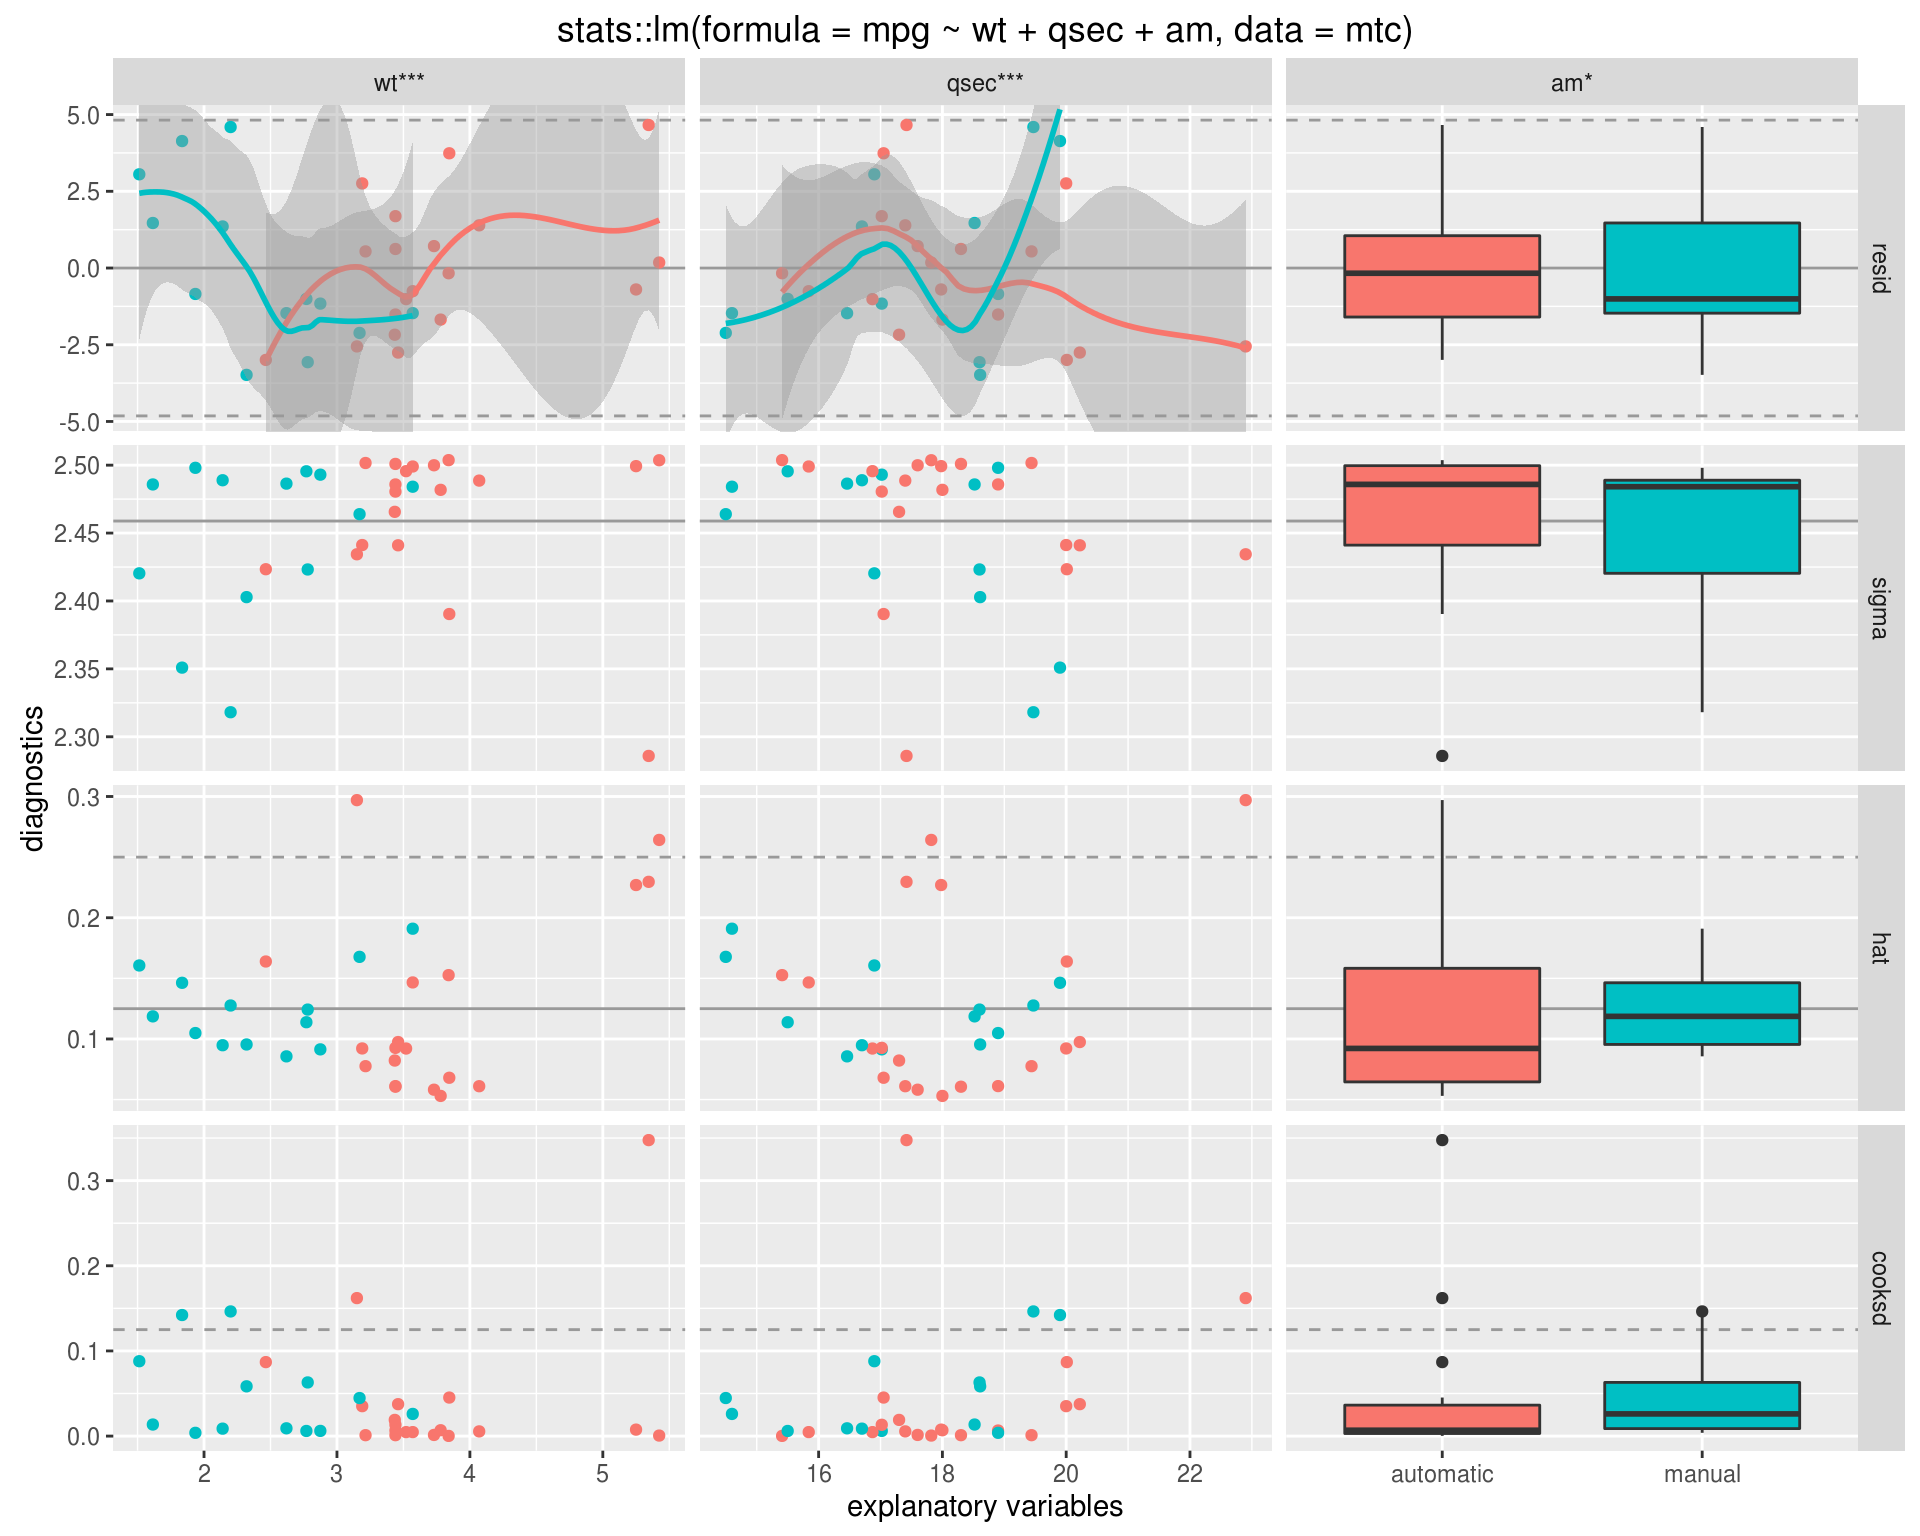 stats::lm(formula = mpg ~ wt + qsec + am, data = mtc)
wt*** qsec*** am*
5.0
2.5
0.0
-2.5
-5.0
resid
2.50
2.45
2.40
2.35
2.30
sigma
diagnostics
0.3
0.2
0.1
hat
0.3
0.2
0.1
0.0
cooksd
2 3 4 5 16 18 20 22 automatic manual
explanatory variables